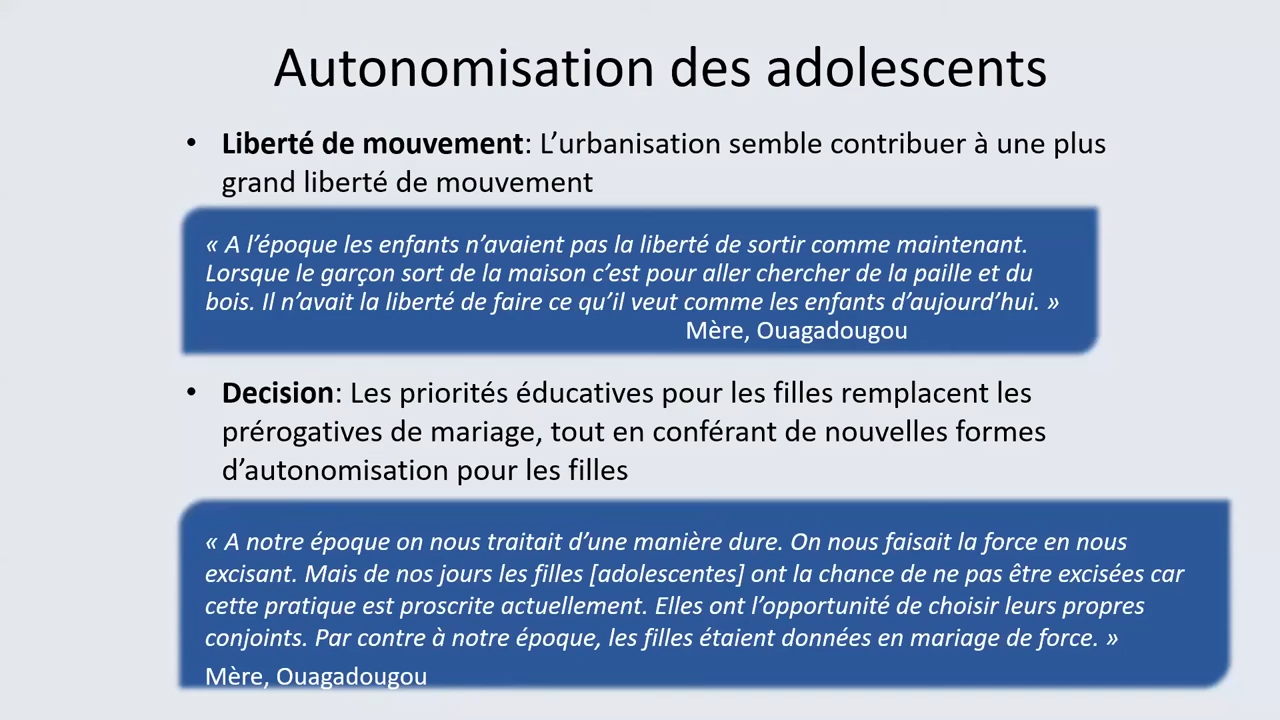 Autonomisation des adolescents
• Liberté de mouvement: L’urbanisation semble contribuer à une plus
grand liberté de mouvement
« A l’époque les enfants n’avaient pas la liberté de sortir comme maintenant.
Lorsque le garçon sort de la maison c’est pour aller chercher de la paille et du
bois. Il n’avait la liberté de faire ce qu’il veut comme les enfants d’aujourd’hui. »
Mère, Ouagadougou
• Decision: Les priorités éducatives pour les filles remplacent les
prérogatives de mariage, tout en conférant de nouvelles formes
d’autonomisation pour les filles
« A notre époque on nous traitait d’une manière dure. On nous faisait la force en nous
excisant. Mais de nos jours les filles [adolescentes] ont la chance de ne pas être excisées car
cette pratique est proscrite actuellement. Elles ont l’opportunité de choisir leurs propres
conjoints. Par contre à notre époque, les filles étaient données en mariage de force. »
Mère, Ouagadougou